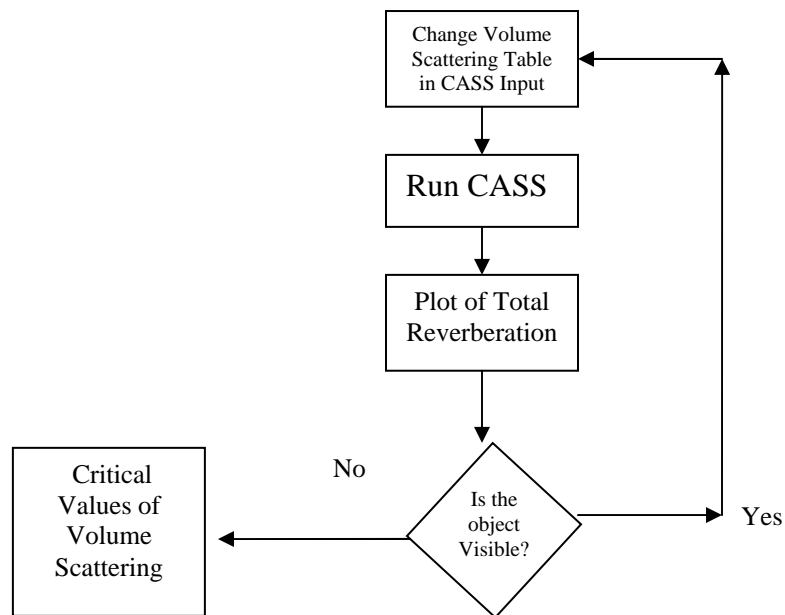 Change Volume
Scattering Table
in CASS Input
Run CASS
Plot of Total
Reverberation
Is the
object
Visible?
No
Yes
Critical
Values of
Volume
Scattering